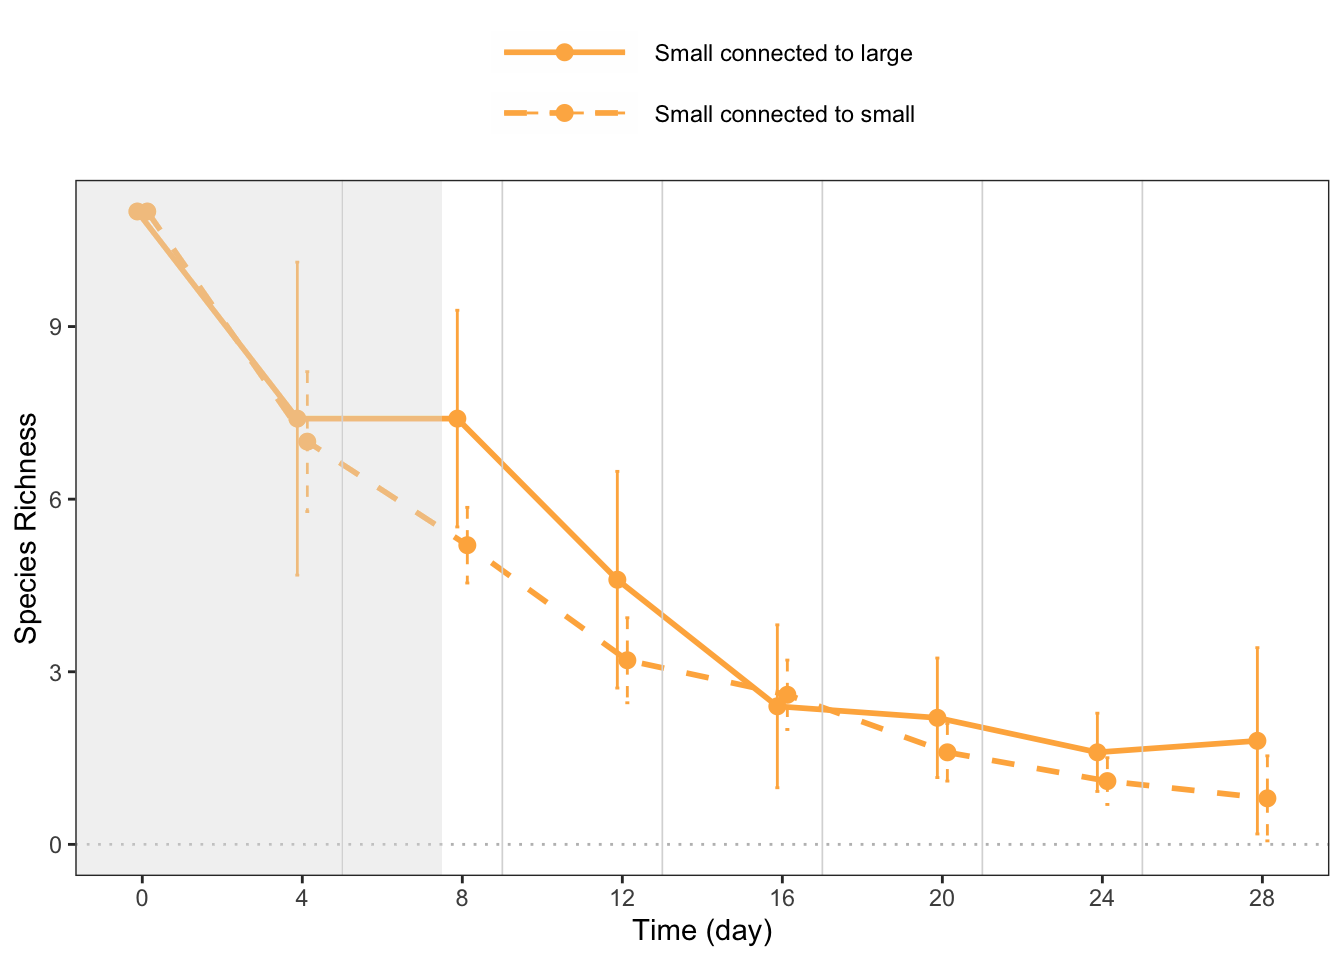 Small connected to large
Small connected to small
Species Richness
9
6
3
0
0 4 8 12 16 20 24 28
Time (day)